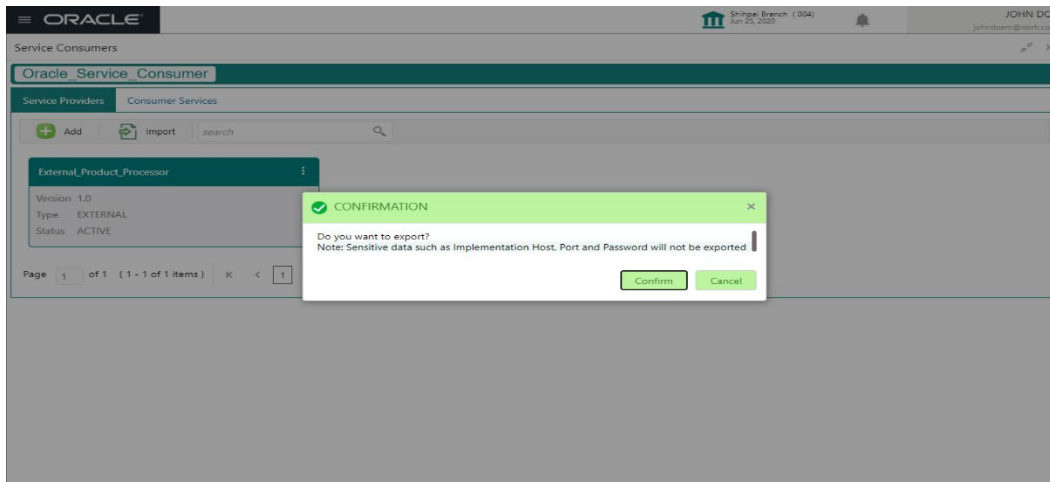 ORACLE
Shihpai Branch ( 004)
Jun 25, 2020
JOHN DO
johndoem@obrh.co
Service Consumers
Oracle_Service_Consumer
Service Providers
Consumer Services
Add
Import
search
External_Product_Processor
Version 1.0
Type EXTERNAL
Status ACTIVE
Page 1 of 1 ( 1 - 1 of 1 items ) K < 1
CONFIRMATION
Do you want to export?
Note: Sensitive data such as Implementation Host, Port and Password will not be exported
Confirm
Cancel